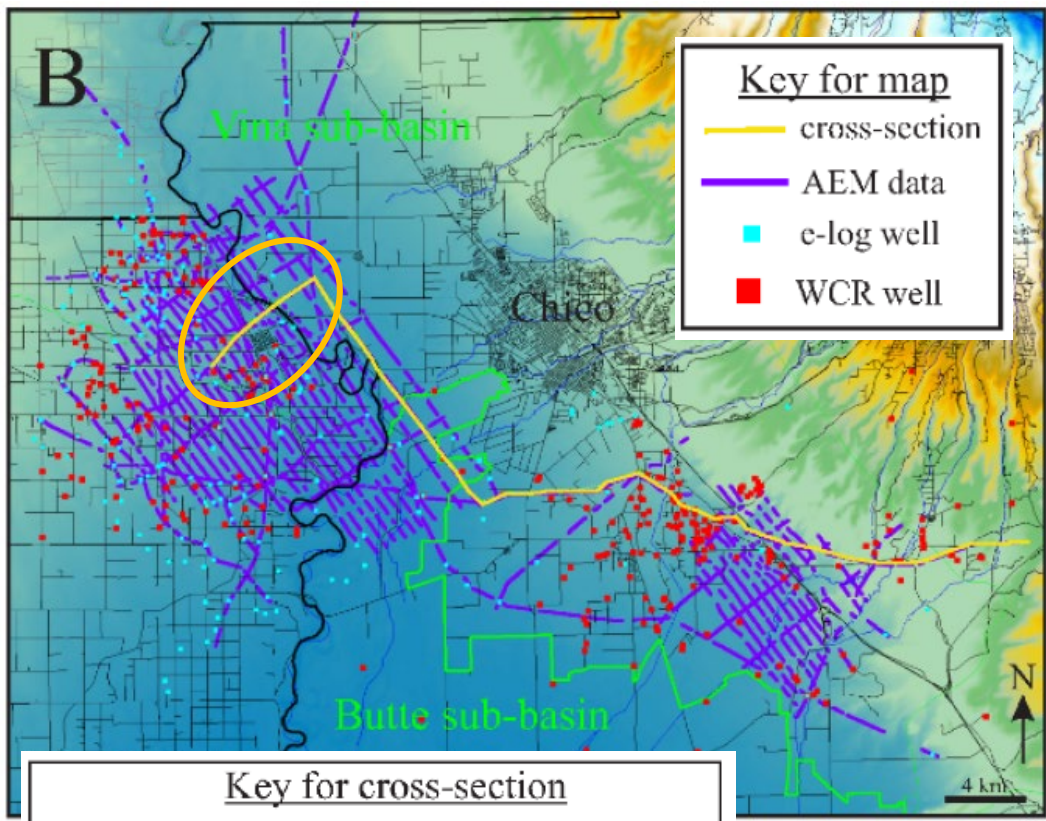 B
Vina sub-basin
Key for map
cross-section
AEM data
e-log well
WCR well
Chico
Butte sub-basin
N
4 km
Key for cross-section